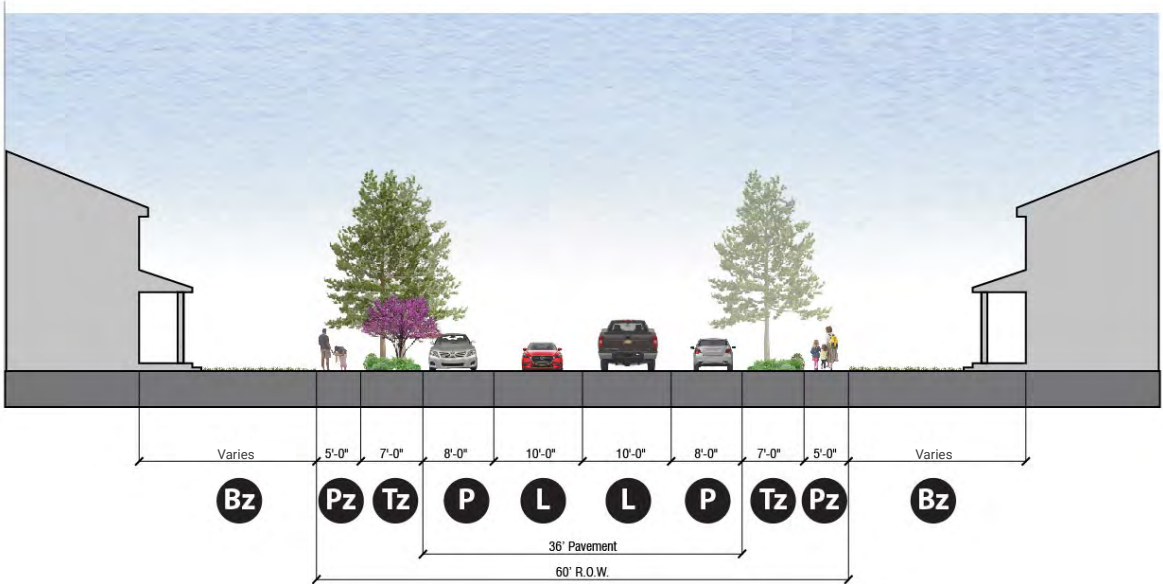 Varies 5'-0" 7'-0" 8'-0" 10'-0" 10'-0" 8'-0" 7'-0" 5'-0" Varies
Bz Pz Tz P L L P Tz Pz Bz
36' Pavement
60' R.O.W.